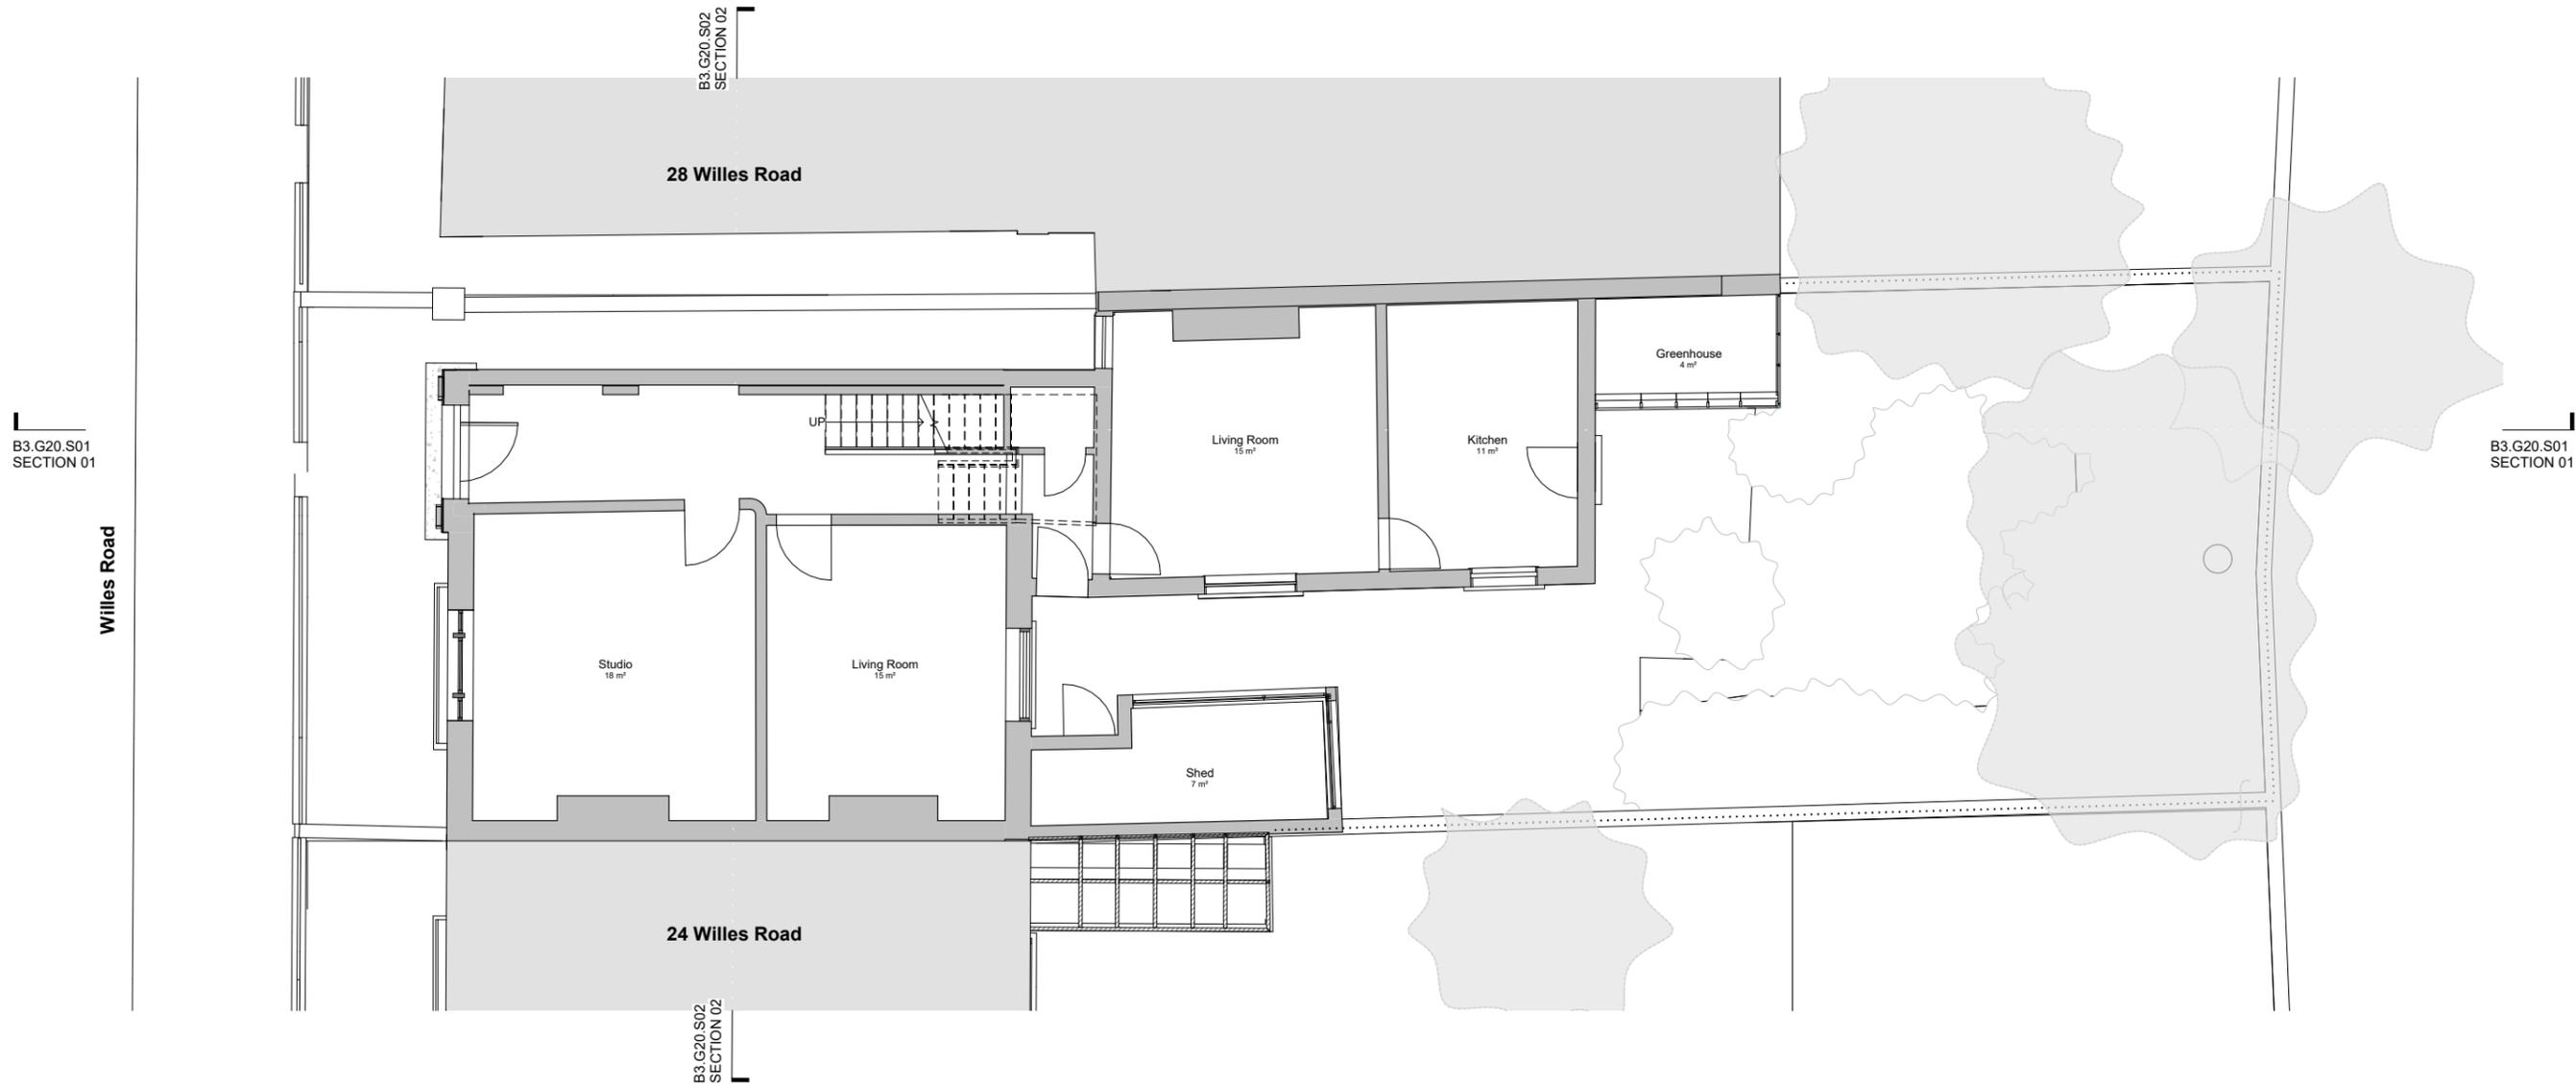 B3.G20.S02
SECTION 02
28 Willes Road
Greenhouse
4 m²
UP
Living Room
15 m²
Kitchen
11 m²
B3.G20.S01
SECTION 01
B3.G20.S01
SECTION 01
Willes Road
Studio
18 m²
Living Room
15 m²
Shed
7 m²
24 Willes Road
B3.G20.S02
SECTION 02